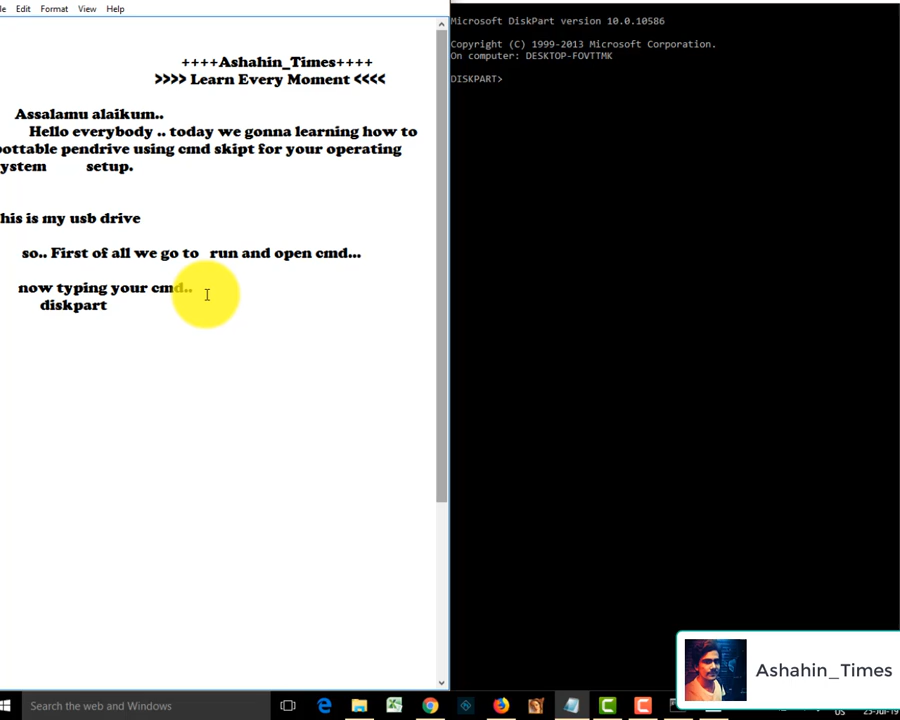 le Edit Format View Help
++++Ashahin_Times++++
>>>> Learn Every Moment <<<<
Assalamu alaikum..
Hello everybody .. today we gonna learning how to
bottable pendrive using cmd skipt for your operating
ystem setup.
his is my usb drive
so.. First of all we go to run and open cmd...
now typing your cmd..
diskpart
Microsoft DiskPart version 10.0.10586
Copyright (C) 1999-2013 Microsoft Corporation.
On computer: DESKTOP-FOVTTMK
DISKPART>
Ashahin_Times
Search the web and Windows